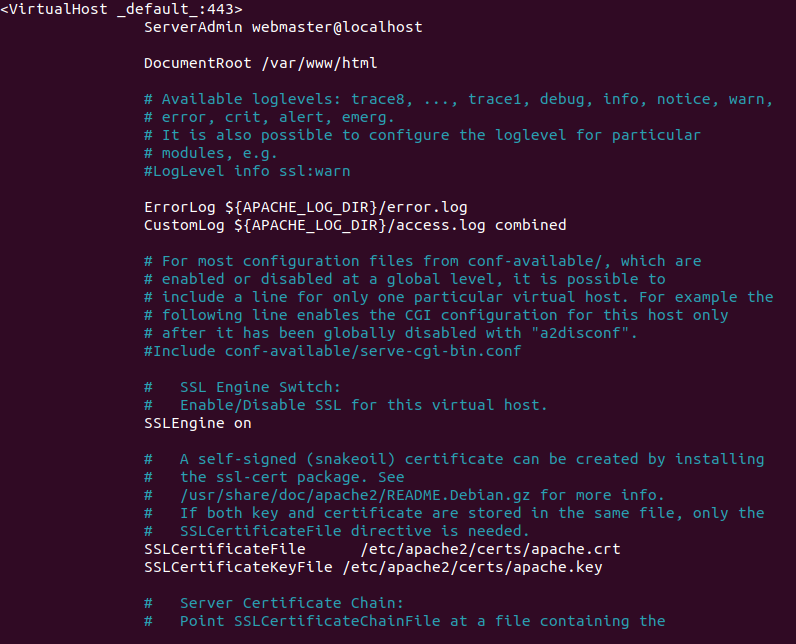 <VirtualHost _default_:443>
ServerAdmin webmaster@localhost
DocumentRoot /var/www/html
# Available loglevels: trace8, ..., trace1, debug, info, notice, warn,
# error, crit, alert, emerg.
# It is also possible to configure the loglevel for particular
# modules, e.g.
#LogLevel info ssl:warn
ErrorLog ${APACHE_LOG_DIR}/error.log
CustomLog ${APACHE_LOG_DIR}/access.log combined
# For most configuration files from conf-available/, which are
# enabled or disabled at a global level, it is possible to
# include a line for only one particular virtual host. For example the
# following line enables the CGI configuration for this host only
# after it has been globally disabled with "a2disconf".
#Include conf-available/serve-cgi-bin.conf
#   SSL Engine Switch:
#   Enable/Disable SSL for this virtual host.
SSLEngine on
#   A self-signed (snakeoil) certificate can be created by installing
#   the ssl-cert package. See
#   /usr/share/doc/apache2/README.Debian.gz for more info.
#   If both key and certificate are stored in the same file, only the
#   SSLCertificateFile directive is needed.
SSLCertificateFile      /etc/apache2/certs/apache.crt
SSLCertificateKeyFile /etc/apache2/certs/apache.key
#   Server Certificate Chain:
#   Point SSLCertificateChainFile at a file containing the